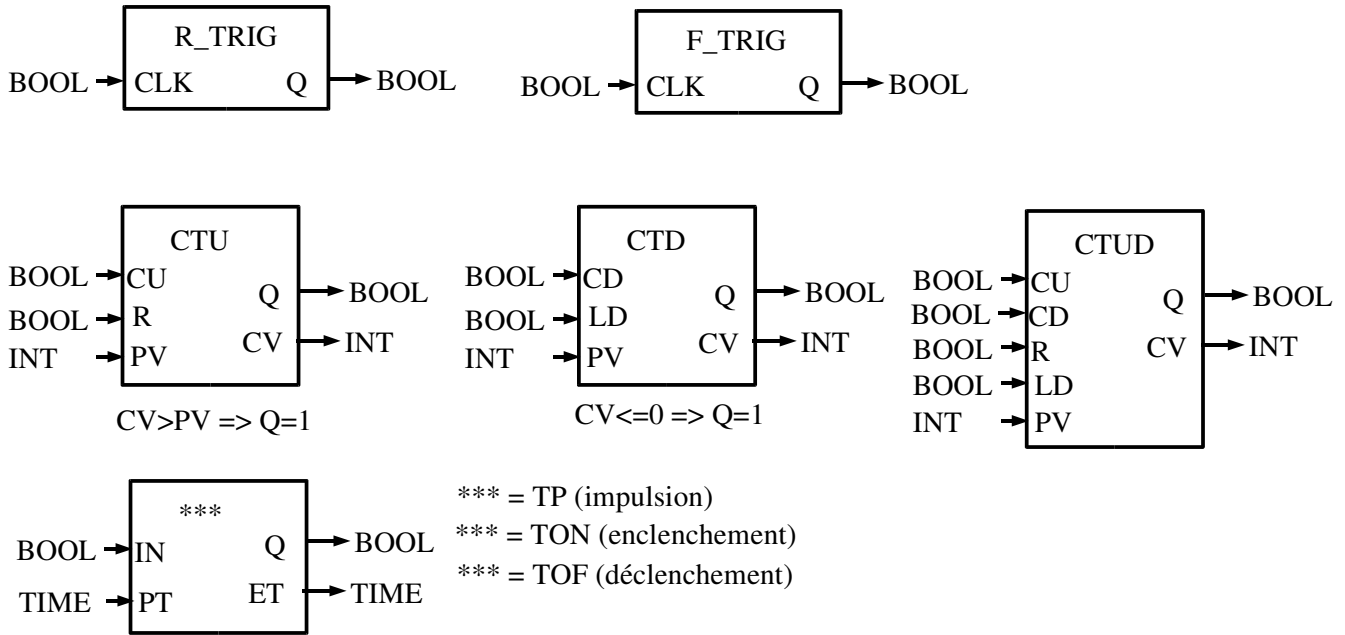 R_TRIG
BOOL CLK Q BOOL
F_TRIG
BOOL CLK Q BOOL
CTU
BOOL CU Q BOOL
BOOL R
INT PV CV INT
CV>PV => Q=1
CTD
BOOL CD Q BOOL
BOOL LD
INT PV CV INT
CV<=0 => Q=1
CTUD
BOOL CU Q BOOL
BOOL CD
BOOL R CV INT
BOOL LD
INT PV
***
BOOL IN Q BOOL
TIME PT ET TIME
*** = TP (impulsion)
*** = TON (enclenchement)
*** = TOF (déclenchement)